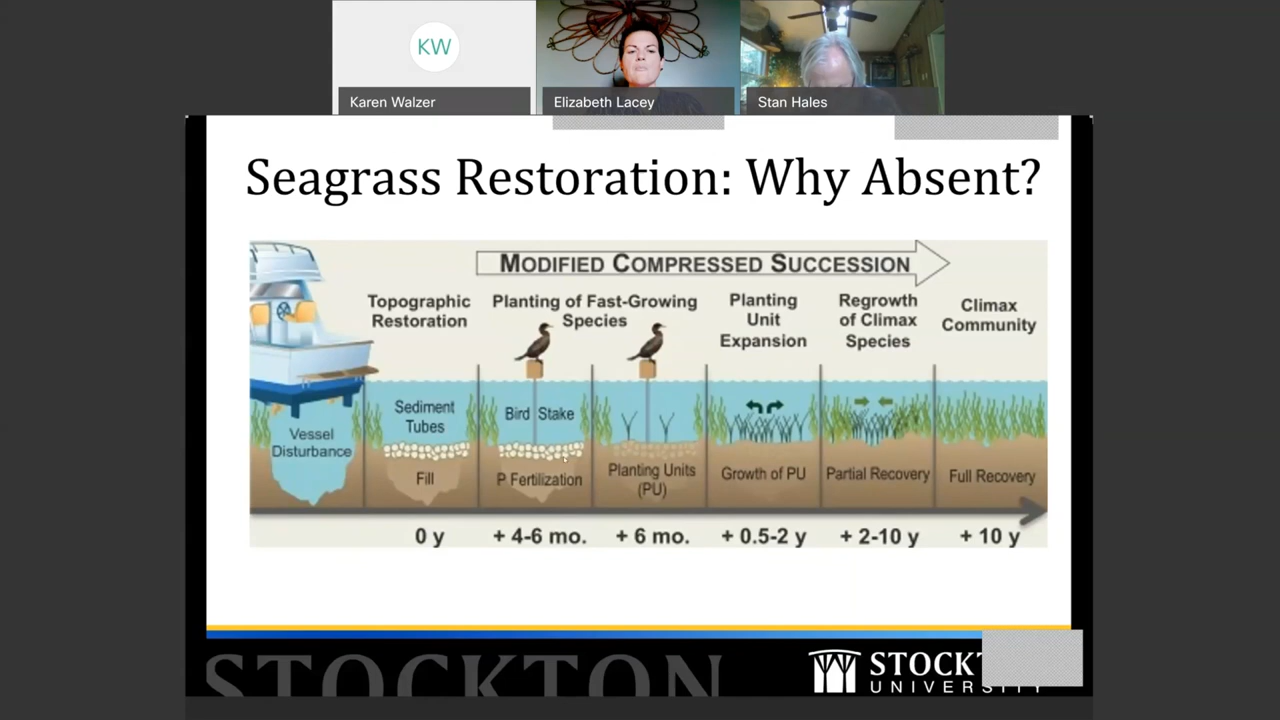 KW
Karen Walzer
Elizabeth Lacey
Stan Hales
Seagrass Restoration: Why Absent?
MODIFIED COMPRESSED SUCCESSION
Topographic
Restoration
Planting of Fast-Growing
Species
Planting
Unit
Expansion
Regrowth
of Climax
Species
Climax
Community
Vessel
Disturbance
Sediment
Tubes
Fill
Bird Stake
P Fertilization
Planting Units
(PU)
Growth of PU
Partial Recovery
Full Recovery
0 y
+ 4-6 mo.
+ 6 mo.
+ 0.5-2 y
+ 2-10 y
+ 10 y
STOCKTON
UNIVERSITY